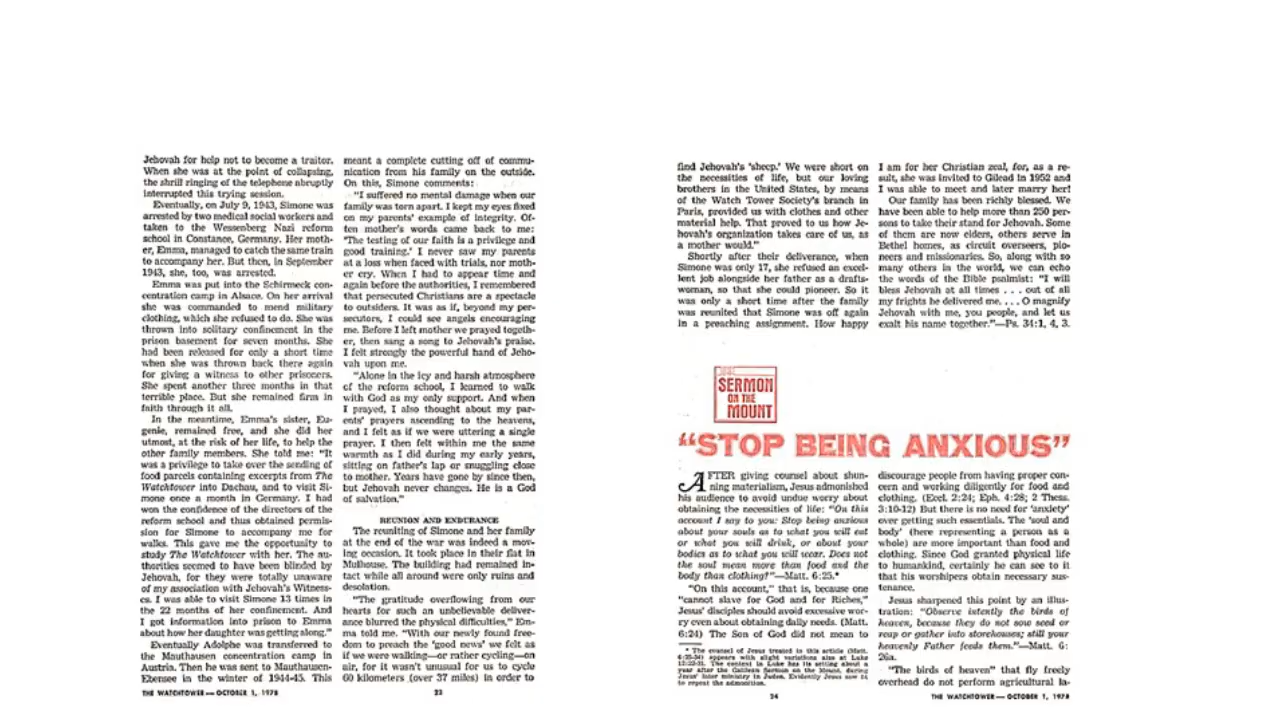 Jehovah for help not to become a traitor.
When she was at the point of collapsing,
the shrill ringing of the telephone abruptly
interrupted this trying session.
Eventually, on July 9, 1943, Simone was
arrested by two medical social workers and
taken to the Wessenberg Nazi reform
school in Constance, Germany. Her moth-
er, Emma, managed to catch the same train
to accompany her. But then, in September
1943, she, too, was arrested.
Emma was put into the Schirmeck con-
centration camp in Alsace. On her arrival
she was commanded to mend military
clothing, which she refused to do. She was
thrown into solitary confinement in the
prison basement for seven months. She
had been released for only a short time
when she was thrown back there again
for giving a witness to other prisoners.
She spent another three months in that
terrible place. But she remained firm in
faith through it all.
In the meantime, Emma's sister, Eu-
genie, remained free, and she did her
utmost, at the risk of her life, to help the
other family members. She told me: "It
was a privilege to take over the sending of
food parcels containing excerpts from The
Watchtower into Dachau, and to visit Si-
mone once a month in Germany. I had
won the confidence of the directors of the
reform school and thus obtained permis-
sion for Simone to accompany me for
walks. This gave me the opportunity to
study The Watchtower with her. The au-
thorities seemed to have been blinded by
Jehovah, for they were totally unaware
of my association with Jehovah's Witness-
es. I was able to visit Simone 13 times in
the 22 months of her confinement. And
I got information into prison to Emma
about how her daughter was getting along."
Eventually Adolphe was transferred to
the Mauthausen concentration camp in
Austria. Then he was sent to Mauthausen-
Ebensee in the winter of 1944-45. This
THE WATCHTOWER—OCTOBER 1, 1978
meant a complete cutting off of commu-
nication from his family on the outside.
On this, Simone comments:
"I suffered no mental damage when our
family was torn apart. I kept my eyes fixed
on my parents' example of integrity. Of-
ten mother's words came back to me:
'The testing of our faith is a privilege and
good training.' I never saw my parents
at a loss when faced with trials, nor moth-
er cry. When I had to appear time and
again before the authorities, I remembered
that persecuted Christians are a spectacle
to outsiders. It was as if, beyond my per-
secutors, I could see angels encouraging
me. Before I left mother we prayed togeth-
er, then sang a song to Jehovah's praise.
I felt strongly the powerful hand of Jeho-
vah upon me.
"Alone in the icy and harsh atmosphere
of the reform school, I learned to walk
with God as my only support. And when
I prayed, I also thought about my par-
ents' prayers ascending to the heavens,
and I felt as if we were uttering a single
prayer. I then felt within me the same
warmth as I did during my early years,
sitting on father's lap or snuggling close
to mother. Years have gone by since then,
but Jehovah never changes. He is a God
of salvation."
REUNION AND ENDURANCE
The reuniting of Simone and her family
at the end of the war was indeed a mov-
ing occasion. It took place in their flat in
Mulhouse. The building had remained in-
tact while all around were only ruins and
desolation.
"The gratitude overflowing from our
hearts for such an unbelievable deliver-
ance blurred the physical difficulties," Em-
ma told me. "With our newly found free-
dom to preach the 'good news' we felt as
if we were walking—or rather cycling—on
air, for it wasn't unusual for us to cycle
60 kilometers (over 37 miles) in order to
23
find Jehovah's 'sheep.' We were short on
the necessities of life, but our loving
brothers in the United States, by means
of the Watch Tower Society's branch in
Paris, provided us with clothes and other
material help. That proved to us how Je-
hovah's organization takes care of us, as
a mother would."
Shortly after their deliverance, when
Simone was only 17, she refused an excel-
lent job alongside her father as a drafts-
woman, so that she could pioneer. So it
was only a short time after the family
was reunited that Simone was off again
in a preaching assignment. How happy
I am for her Christian zeal, for, as a re-
sult, she was invited to Gilead in 1952 and
I was able to meet and later marry her!
Our family has been richly blessed. We
have been able to help more than 250 per-
sons to take their stand for Jehovah. Some
of them are now elders, others serve in
Bethel homes, as circuit overseers, pio-
neers and missionaries. So, along with so
many others in the world, we can echo
the words of the Bible psalmist: "I will
bless Jehovah at all times . . . out of all
my frights he delivered me. . . . O magnify
Jehovah with me, you people, and let us
exalt his name together."—Ps. 34:1, 4, 3.
SERMON
ON THE
MOUNT
"STOP BEING ANXIOUS"
AFTER giving counsel about shun-
ning materialism, Jesus admonished
his audience to avoid undue worry about
obtaining the necessities of life: "On this
account I say to you: Stop being anxious
about your souls as to what you will eat
or what you will drink, or about your
bodies as to what you will wear. Does not
the soul mean more than food and the
body than clothing?"—Matt. 6:25.*
"On this account," that is, because one
"cannot slave for God and for Riches,"
Jesus' disciples should avoid excessive wor-
ry even about obtaining daily needs. (Matt.
6:24) The Son of God did not mean to
* The counsel of Jesus treated in this article (Matt.
6:25-34) appears with slight variations also at Luke
12:22-31. The context in Luke has its setting about a
year after the Galilean Sermon on the Mount, during
Jesus' later ministry in Judea. Evidently Jesus saw fit
to repeat the admonition.
24
discourage people from having proper con-
cern and working diligently for food and
clothing. (Eccl. 2:24; Eph. 4:28; 2 Thess.
3:10-12) But there is no need for 'anxiety'
over getting such essentials. The 'soul and
body' (here representing a person as a
whole) are more important than food and
clothing. Since God granted physical life
to humankind, certainly he can see to it
that his worshipers obtain necessary sus-
tenance.
Jesus sharpened this point by an illus-
tration: "Observe intently the birds of
heaven, because they do not sow seed or
reap or gather into storehouses; still your
heavenly Father feeds them."—Matt. 6:
26a.
"The birds of heaven" that fly freely
overhead do not perform agricultural la-
THE WATCHTOWER—OCTOBER 1, 1978